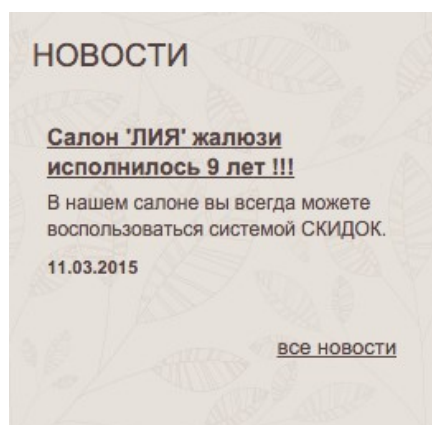 НОВОСТИ
Салон 'ЛИЯ' жалюзи
исполнилось 9 лет !!!
В нашем салоне вы всегда можете
воспользоваться системой СКИДОК.
11.03.2015
все новости